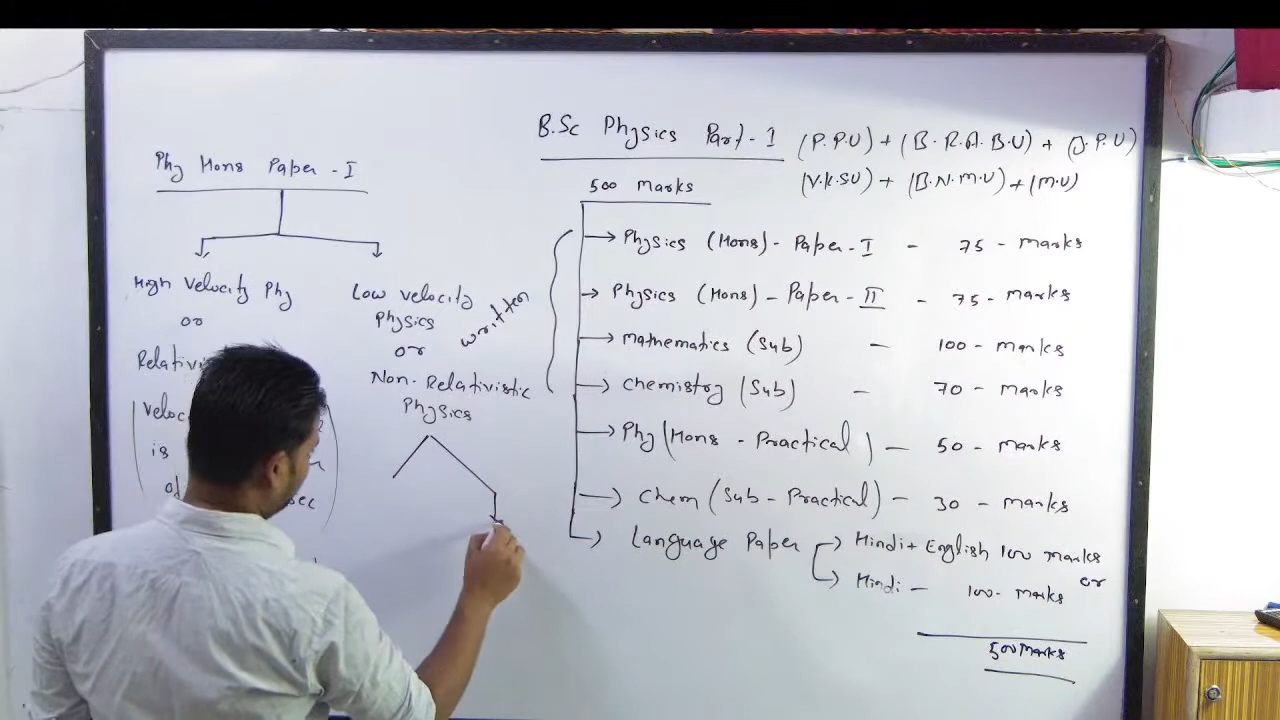 Phy Hons Paper - I
High Velocity Phy
or
Velo
is
Low velocity
Physics
or
Non-Relativistic
Physics
written
B.Sc Physics Part - I (P.P.U) + (B.R.A.B.U) + (J.P.U)
(V.K.SU) + (B.N.M.U) + (M.U)
500 marks
→ Physics (Hons) - Paper - I - 75 - marks
→ Physics (Hons) - Paper - II - 75 - marks
→ mathematics (Sub) - 100 - marks
→ chemistry (Sub) - 70 - marks
→ Phy (Hons - Practical) - 50 - marks
→ Chem (Sub - Practical) - 30 - marks
→ Language Paper → Hindi + English 100 marks
or
→ Hindi - 100 - marks
500 marks